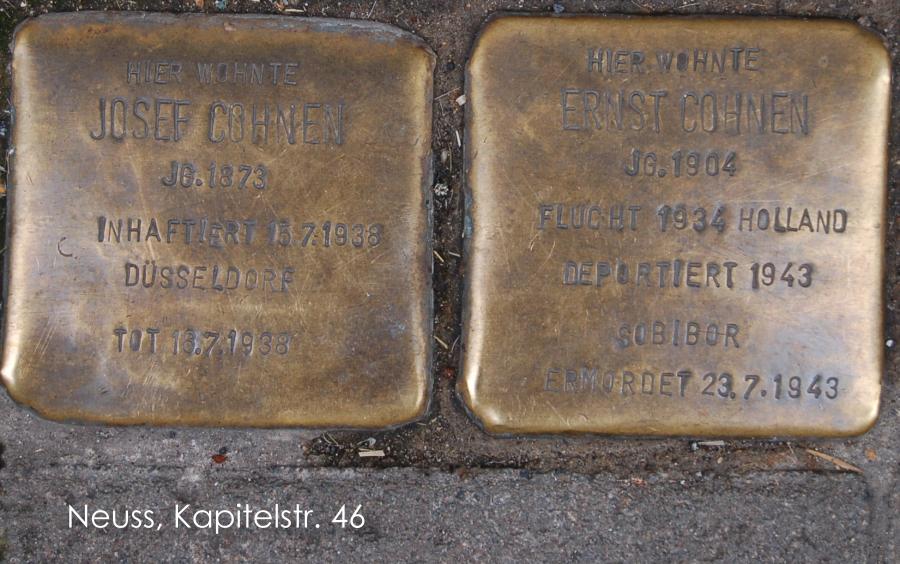 HIER WOHNTE
JOSEF COHNEN
JG. 1873
INHAFTIERT 15.7.1938
DÜSSELDORF
TOT 18.7.1938
HIER WOHNTE
ERNST COHNEN
JG. 1904
FLUCHT 1934 HOLLAND
DEPORTIERT 1943
SOBIBOR
ERMORDET 23.7.1943
Neuss, Kapitelstr. 46